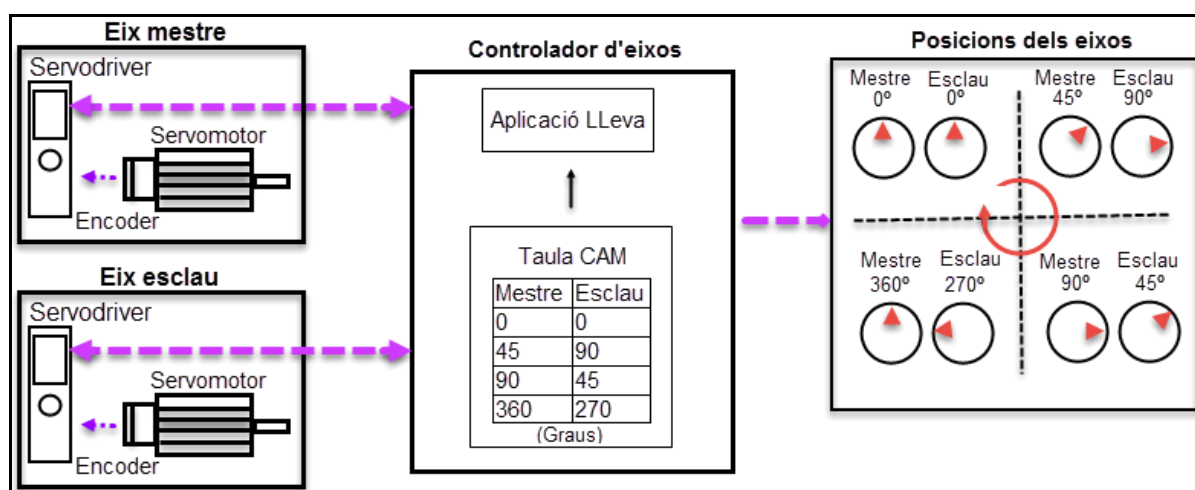 Eix mestre
Servodriver
Servomotor
Encoder
Eix esclau
Servodriver
Servomotor
Encoder
Controlador d'eixos
Aplicació LLeva
Taula CAM
Mestre Esclau
0 0
45 90
90 45
360 270
(Graus)
Posicions dels eixos
Mestre Esclau
0º 0º
Mestre Esclau
45º 90º
Mestre Esclau
360º 270º
Mestre Esclau
90º 45º